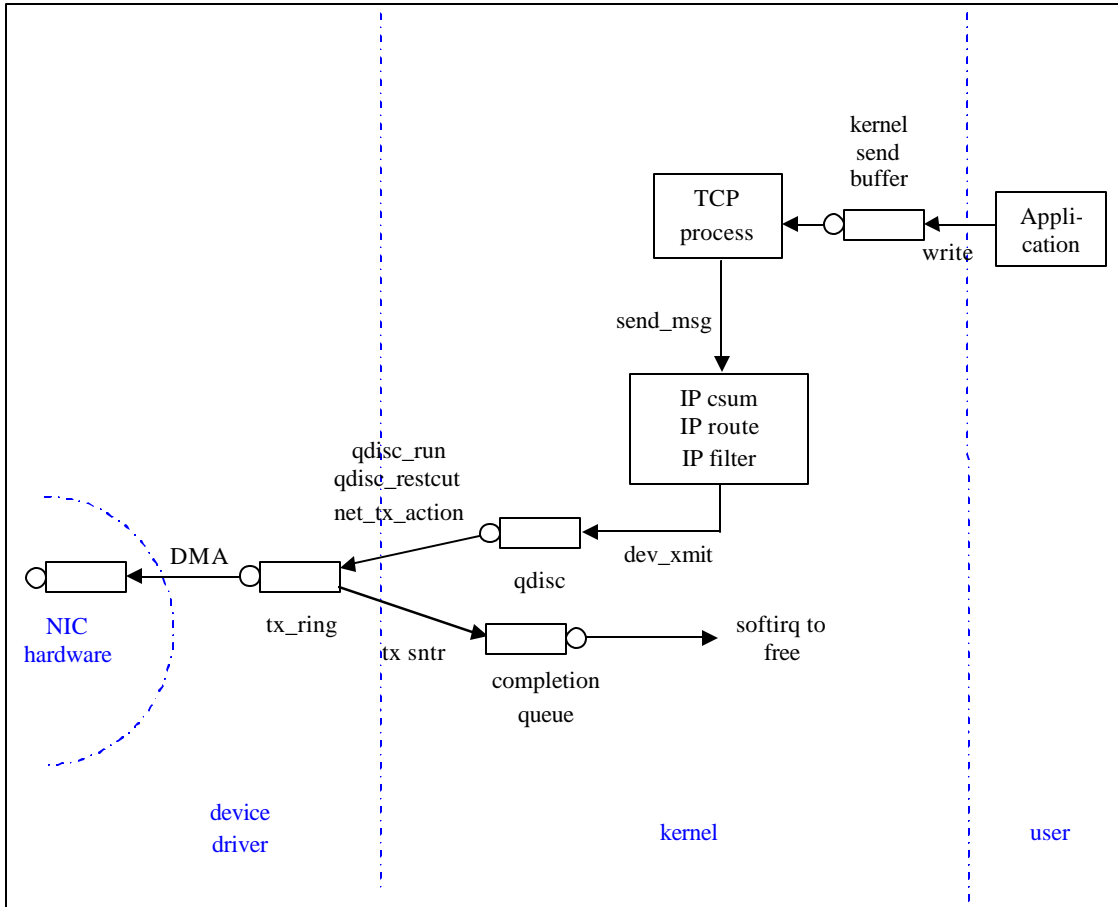 kernel
send
buffer
TCP
process
Appli-
cation
write
send_msg
IP csum
IP route
IP filter
qdisc_run
qdisc_restcut
net_tx_action
dev_xmit
DMA
qdisc
NIC
hardware
tx_ring
tx sntr
softirq to
free
completion
queue
device
driver
kernel
user